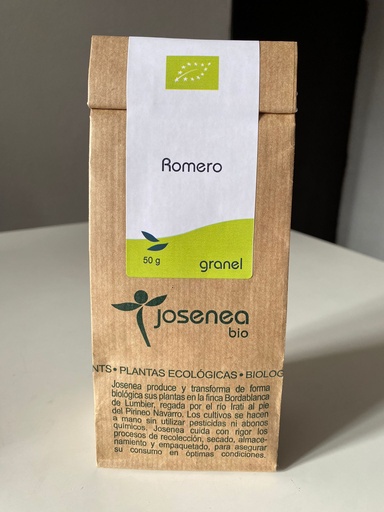 Romero
50 g granel
josenea
bio
NTS • PLANTAS ECOLÓGICAS • BIOLOG
Josenea produce y transforma de forma
biológica sus plantas en la finca Bordablanca
de Lumbier, regada por el río Irati al pie
del Pirineo Navarro. Los cultivos se hacen
a mano sin utilizar pesticidas ni abonos
químicos. Josenea cuida con rigor los
procesos de recolección, secado, almace-
namiento y empaquetado, para asegurar
su consumo en óptimas condiciones.